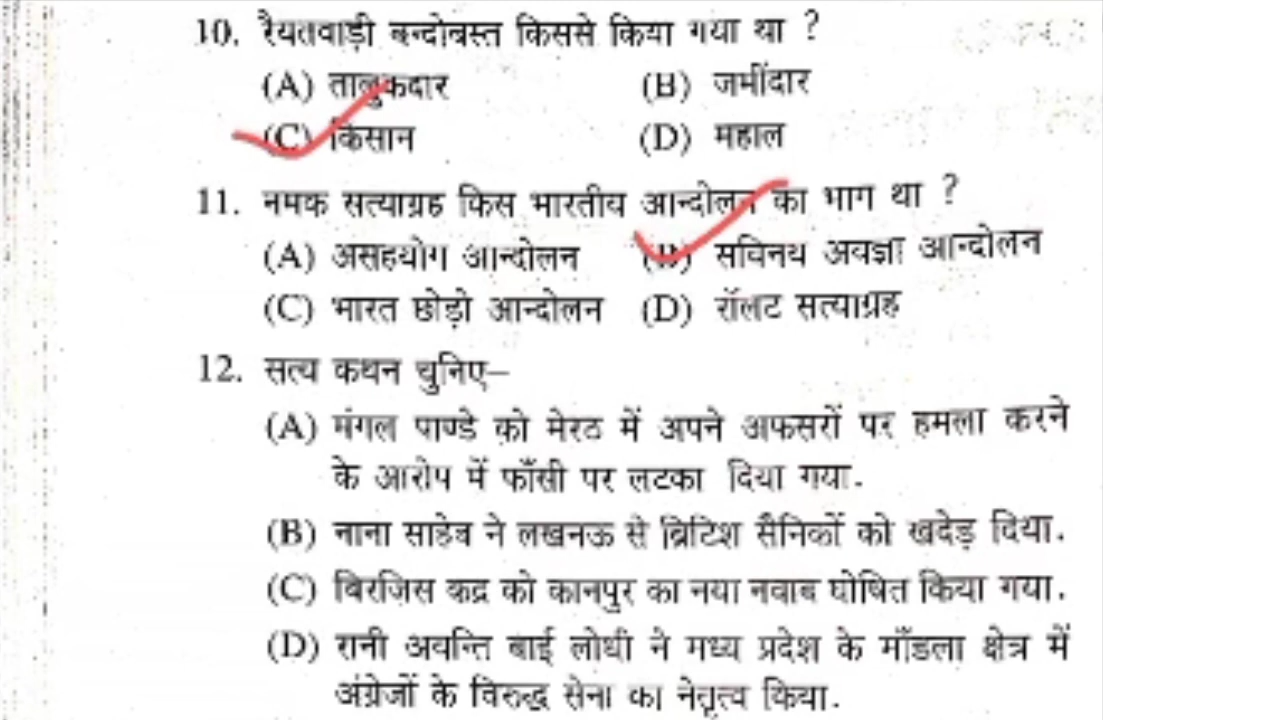 10. रैयतवाड़ी बन्दोबस्त किससे किया गया था ?
(A) तालुकदार (B) जमींदार
(C) किसान (D) महाल
11. नमक सत्याग्रह किस भारतीय आन्दोलन का भाग था ?
(A) असहयोग आन्दोलन (B) सविनय अवज्ञा आन्दोलन
(C) भारत छोड़ो आन्दोलन (D) रॉलट सत्याग्रह
12. सत्य कथन चुनिए–
(A) मंगल पाण्डे को मेरठ में अपने अफसरों पर हमला करने
के आरोप में फाँसी पर लटका दिया गया.
(B) नाना साहेब ने लखनऊ से ब्रिटिश सैनिकों को खदेड़ दिया.
(C) बिरजिस कद्र को कानपुर का नया नवाब घोषित किया गया.
(D) रानी अवन्ति बाई लोधी ने मध्य प्रदेश के माँडला क्षेत्र में
अंग्रेजों के विरुद्ध सेना का नेतृत्व किया.